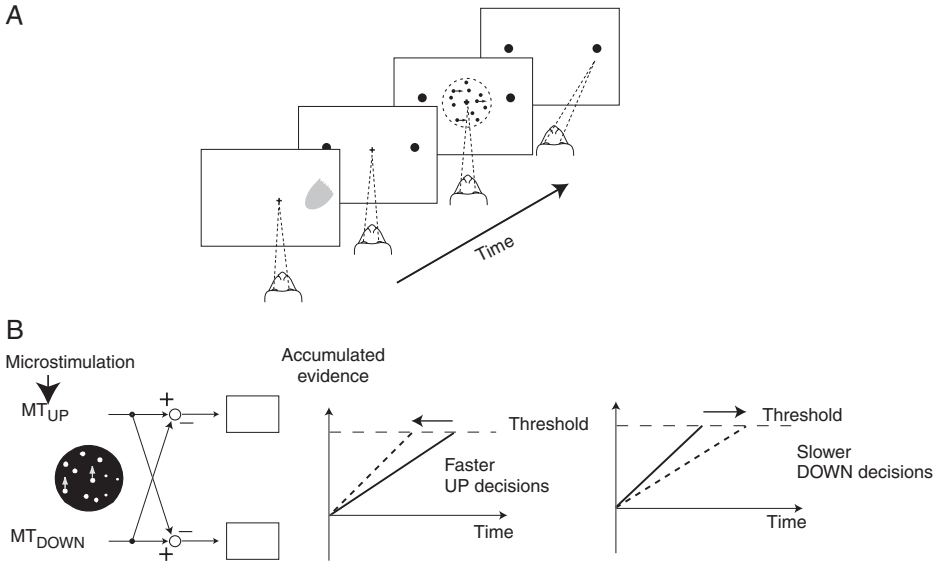 A
Time
B
Microstimulation
MTUP
MTDOWN
+
−
−
+
Accumulated
evidence
Threshold
Faster
UP decisions
Time
Threshold
Slower
DOWN decisions
Time